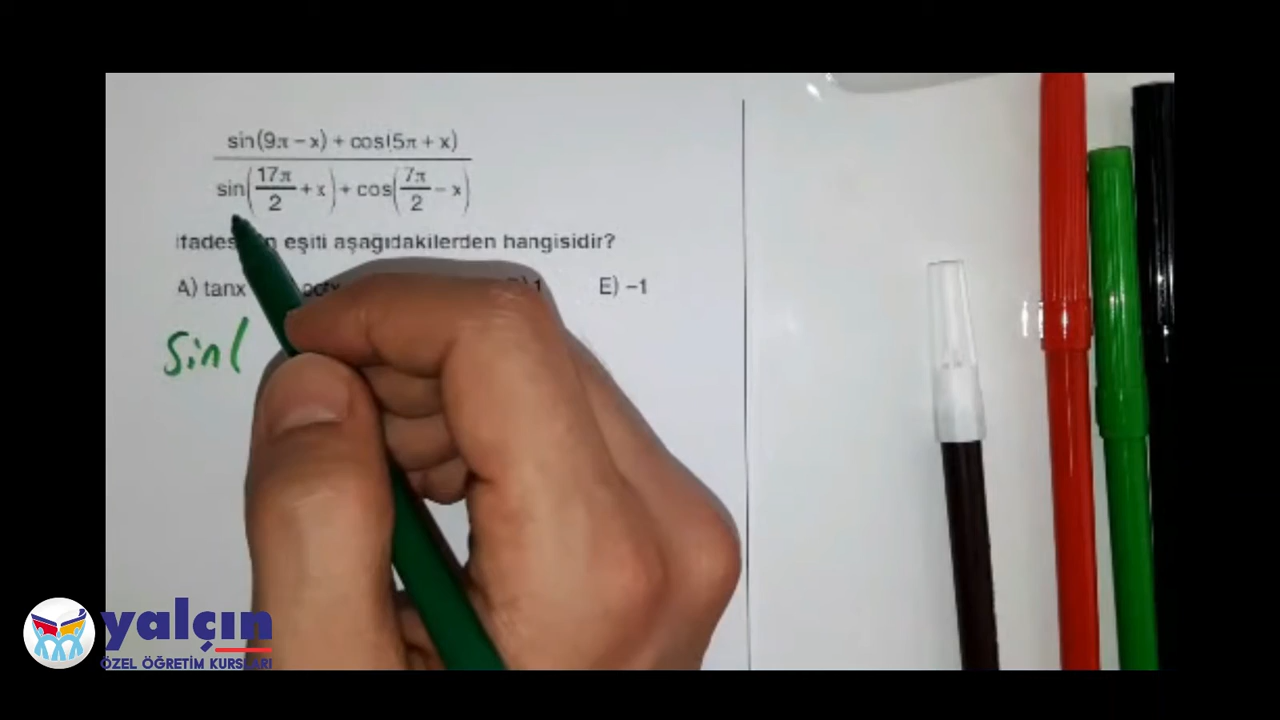 sin(9π − x) + cos(5π + x)
sin(17π/2 + x) + cos(7π/2 − x)
eşiti aşağıdakilerden hangisidir?
A) tanx 1 E) −1
sin(
yalçın
ÖZEL ÖĞRETİM KURSLARI